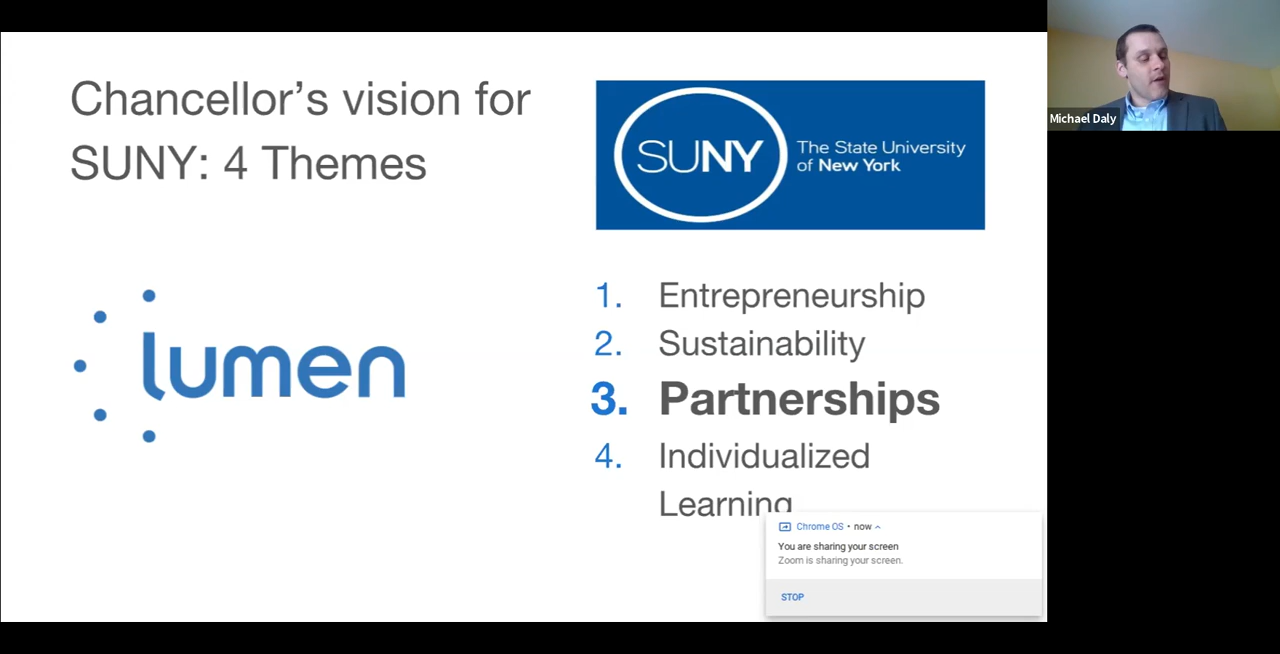 Chancellor's vision for
SUNY: 4 Themes
SUNY
The State University
of New York
lumen
1. Entrepreneurship
2. Sustainability
3. Partnerships
4. Individualized
Learning
Chrome OS • now
You are sharing your screen
Zoom is sharing your screen.
STOP
Michael Daly